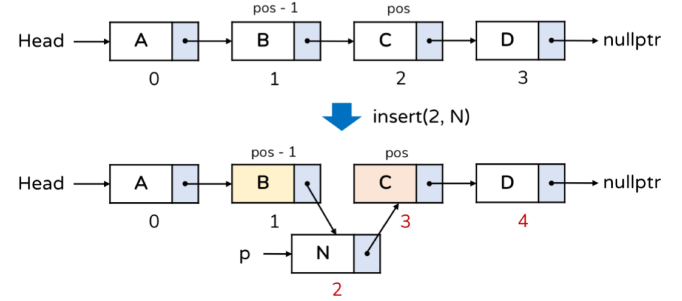 pos - 1 pos
Head A B C D nullptr
0 1 2 3
insert(2, N)
pos - 1 pos
Head A B C D nullptr
0 1 3 4
p N
2